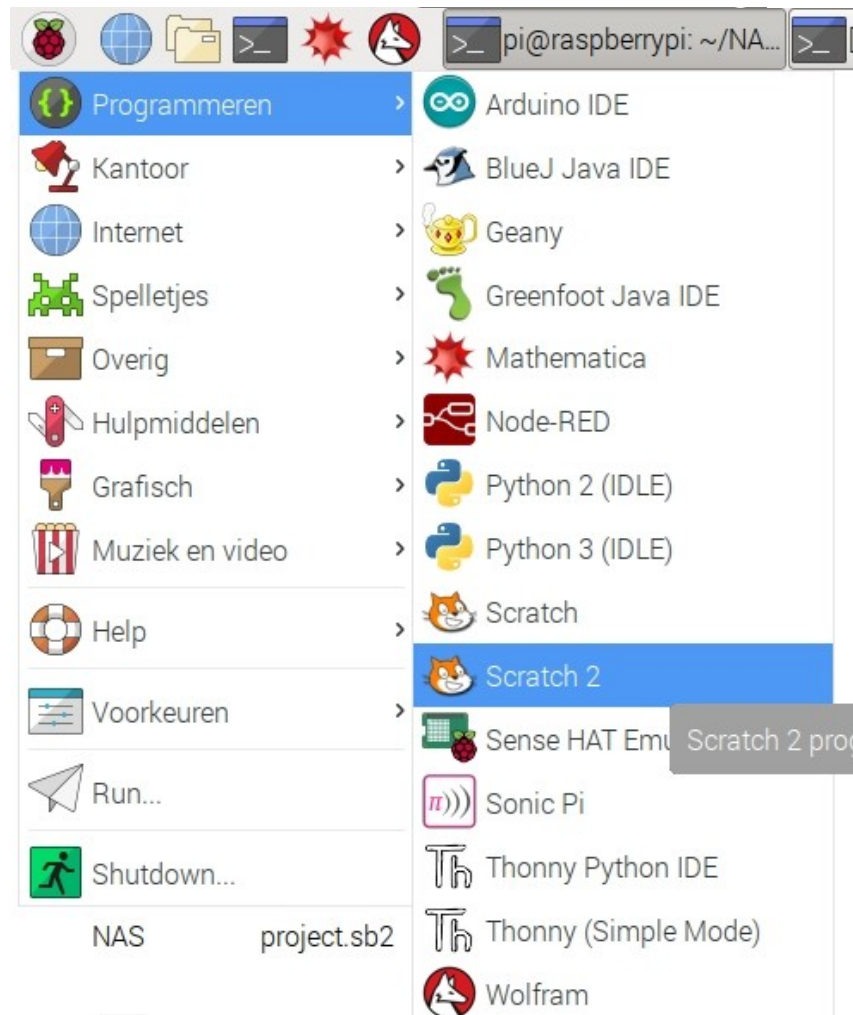 pi@raspberrypi: ~/NA...
Programmeren
Kantoor
Internet
Spelletjes
Overig
Hulpmiddelen
Grafisch
Muziek en video
Help
Voorkeuren
Run...
Shutdown...
NAS
project.sb2
Arduino IDE
BlueJ Java IDE
Geany
Greenfoot Java IDE
Mathematica
Node-RED
Python 2 (IDLE)
Python 3 (IDLE)
Scratch
Scratch 2
Sense HAT Emu
Scratch 2 prog
Sonic Pi
Thonny Python IDE
Thonny (Simple Mode)
Wolfram